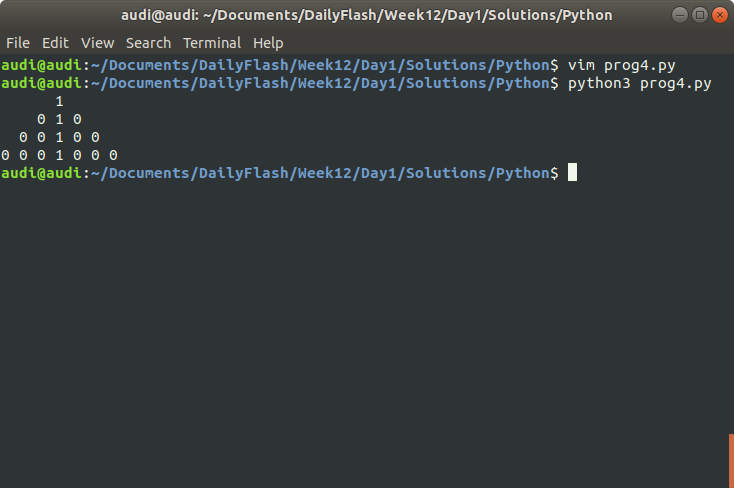 audi@audi: ~/Documents/DailyFlash/Week12/Day1/Solutions/Python
File Edit View Search Terminal Help
audi@audi:~/Documents/DailyFlash/Week12/Day1/Solutions/Python$ vim prog4.py
audi@audi:~/Documents/DailyFlash/Week12/Day1/Solutions/Python$ python3 prog4.py
      1
    0 1 0
  0 0 1 0 0
0 0 0 1 0 0 0
audi@audi:~/Documents/DailyFlash/Week12/Day1/Solutions/Python$